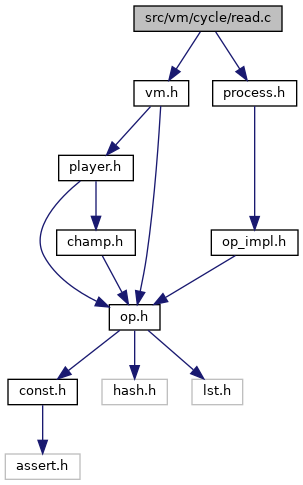 src/vm/cycle/read.c
vm.h
process.h
player.h
champ.h
op_impl.h
op.h
const.h
hash.h
lst.h
assert.h